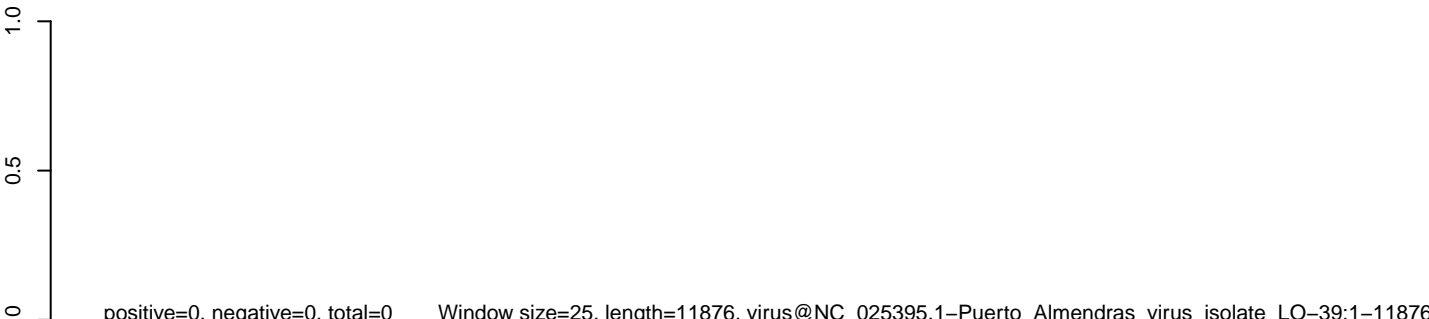 1.0
0.5
0
positive=0, negative=0, total=0 Window size=25, length=11876, virus@NC_025395.1−Puerto_Almendras_virus_isolate_LO−39:1−11876